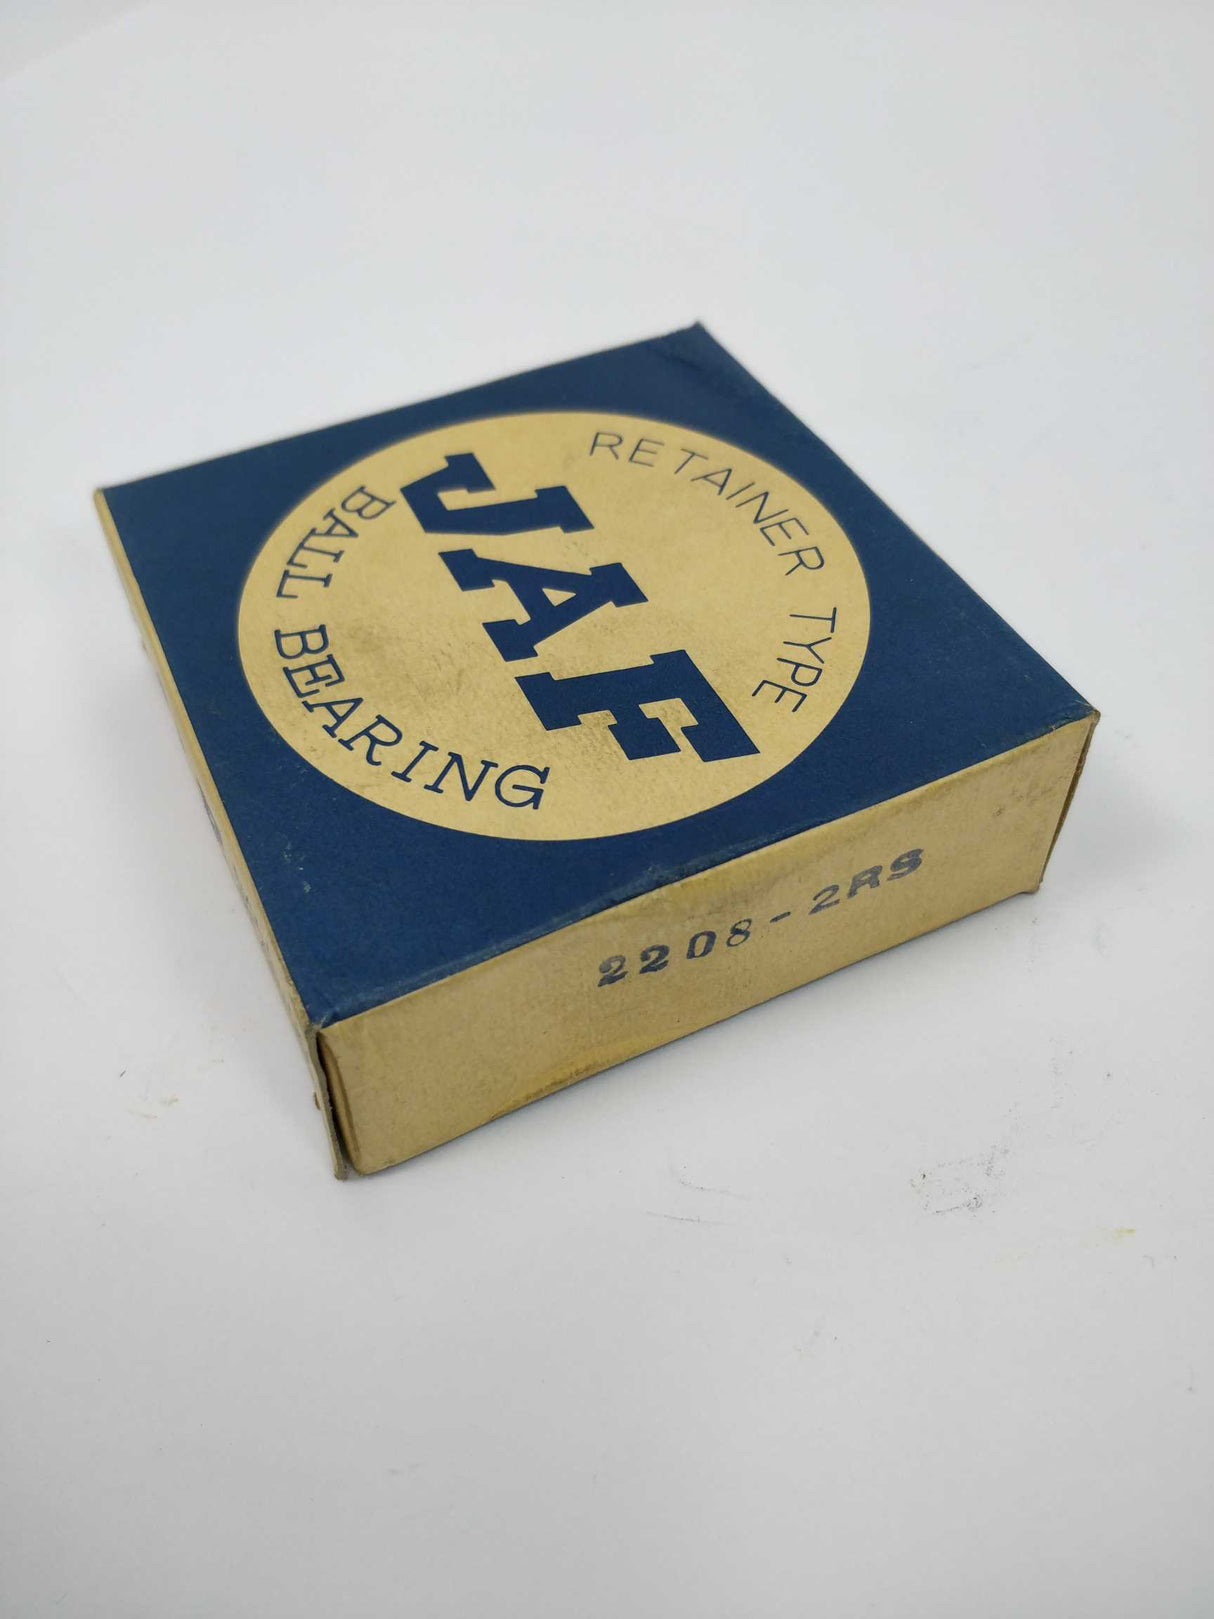 RETAINER TYPE
JAF
BALL BEARING
2208-2RS